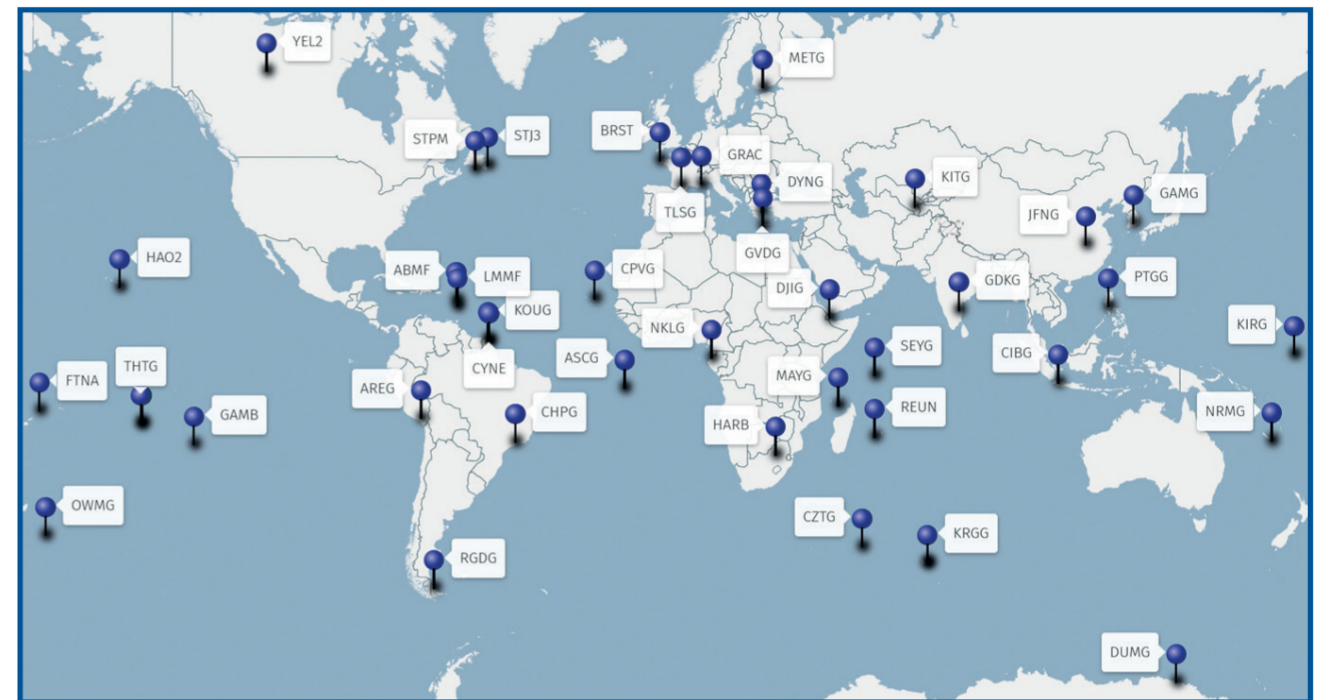 YEL2
METG
STPM
STJ3
BRST
GRAC
DYNG
KITG
GAMG
JFNG
TLSG
GVDG
HAO2
ABMF
LMMF
CPVG
DJIG
GDKG
PTGG
KOUG
NKLG
KIRG
SEYG
CIBG
ASCG
CYNE
THTG
FTNA
AREG
MAYG
GAMB
CHPG
HARB
REUN
NRMG
OWMG
CZTG
KRGG
RGDG
DUMG